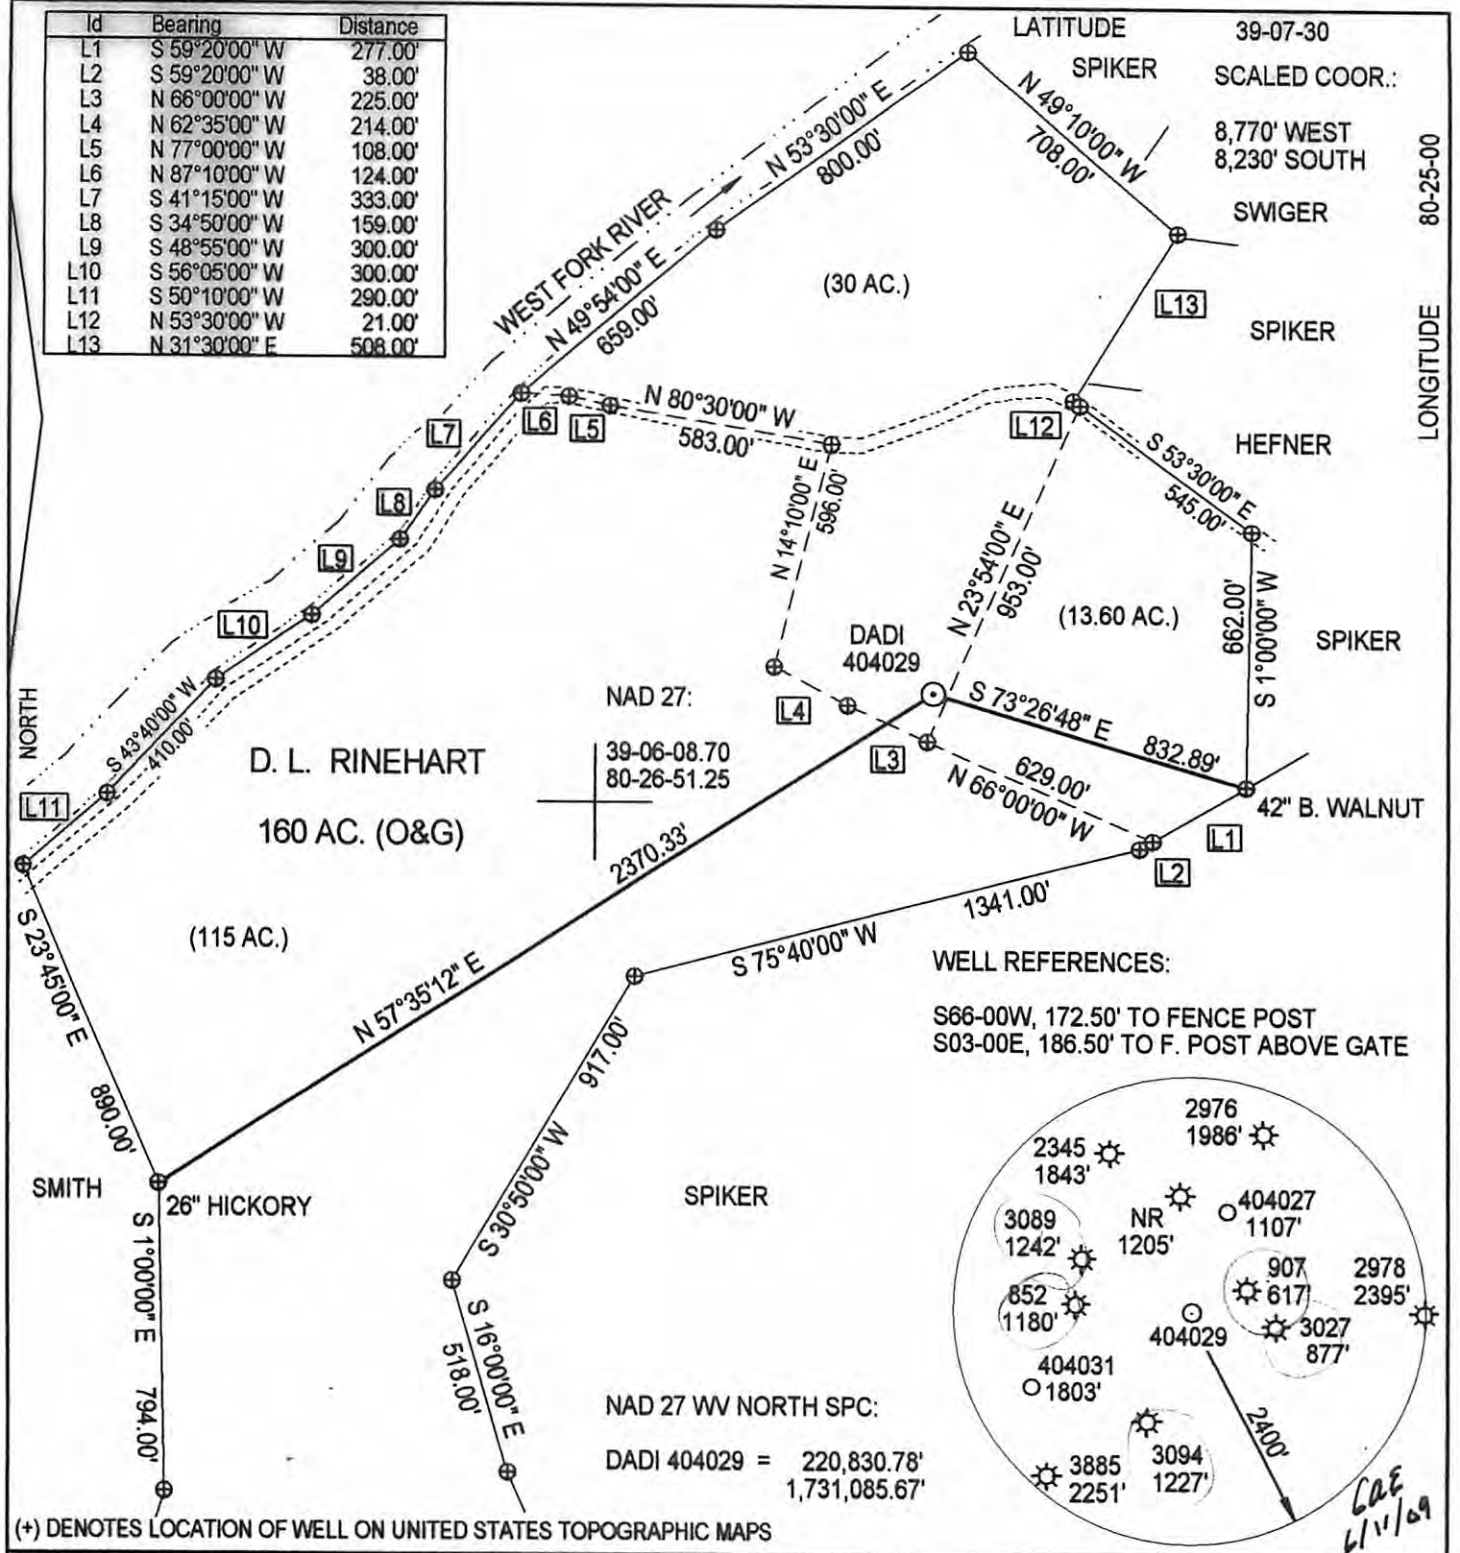 Id Bearing Distance
L1 S 59°20'00" W 277.00'
L2 S 59°20'00" W 38.00'
L3 N 66°00'00" W 225.00'
L4 N 62°35'00" W 214.00'
L5 N 77°00'00" W 108.00'
L6 N 87°10'00" W 124.00'
L7 S 41°15'00" W 333.00'
L8 S 34°50'00" W 159.00'
L9 S 48°55'00" W 300.00'
L10 S 56°05'00" W 300.00'
L11 S 50°10'00" W 290.00'
L12 N 53°30'00" W 21.00'
L13 N 31°30'00" E 508.00'
LATITUDE 39-07-30
SPIKER
SCALED COOR.:
8,770' WEST
8,230' SOUTH
LONGITUDE 80-25-00
SWIGER
SPIKER
HEFNER
SPIKER
N 49°10'00" W
708.00'
N 53°30'00" E
800.00'
WEST FORK RIVER
N 49°54'00" E
659.00'
(30 AC.)
L13
L7
L6
L5
N 80°30'00" W
583.00'
L12
S 53°30'00" E
545.00'
L8
L9
L10
N 14°10'00" E
596.00'
N 23°54'00" E
953.00'
(13.60 AC.)
662.00'
S 1°00'00" W
DADI
404029
L4
L3
S 73°26'48" E
832.89'
629.00'
N 66°00'00" W
42" B. WALNUT
L1
L2
NORTH
S 43°40'00" W
410.00'
L11
D. L. RINEHART
160 AC. (O&G)
NAD 27:
39-06-08.70
80-26-51.25
2370.33'
N 57°35'12" E
1341.00'
S 75°40'00" W
(115 AC.)
S 23°45'00" E
890.00'
WELL REFERENCES:
S66-00W, 172.50' TO FENCE POST
S03-00E, 186.50' TO F. POST ABOVE GATE
917.00'
S 30°50'00" W
SMITH
26" HICKORY
SPIKER
S 1°00'00" E
794.00'
S 16°00'00" E
518.00'
2976
1986'
2345
1843'
NR
1205'
404027
1107'
3089
1242'
907
617'
2978
2395'
852
1180'
404029
3027
877'
404031
1803'
2400'
3094
1227'
3885
2251'
NAD 27 WV NORTH SPC:
DADI 404029 = 220,830.78'
1,731,085.67'
6/11/09
(+) DENOTES LOCATION OF WELL ON UNITED STATES TOPOGRAPHIC MAPS